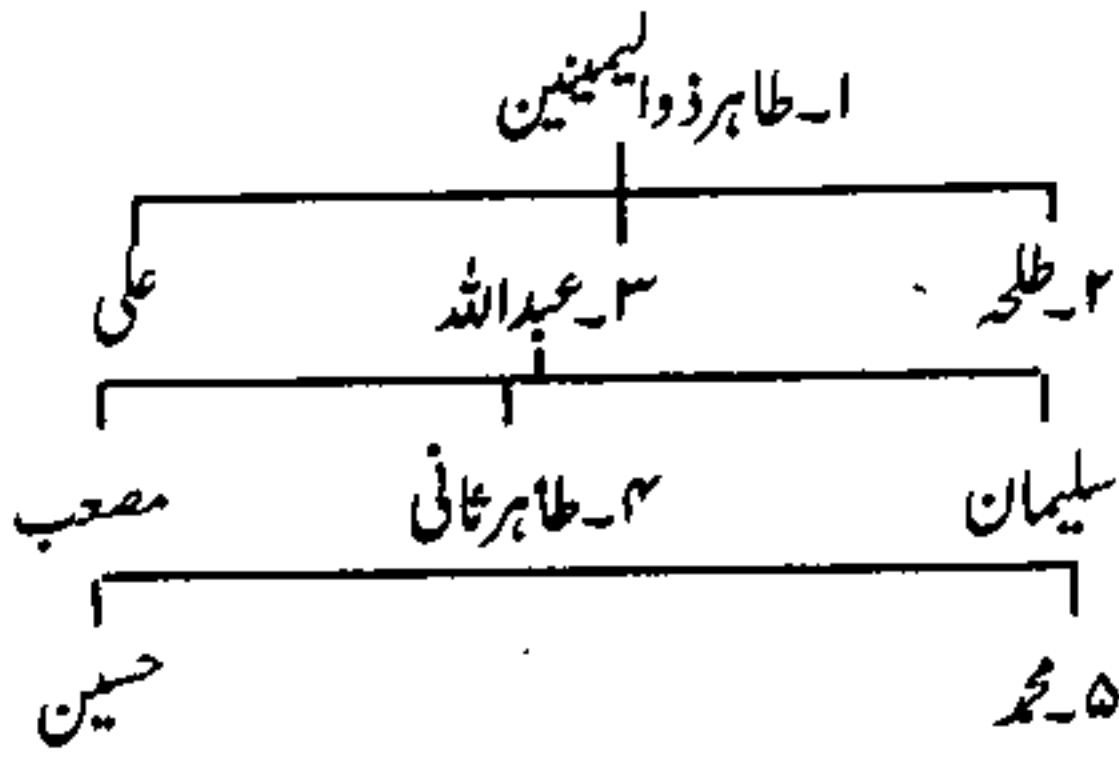 ۱۔طاہر ذوالیمینین
۲۔طلحہ ۳۔عبداللہ علی
سلیمان ۴۔طاہر ثانی مصعب
۵۔محمد حسین